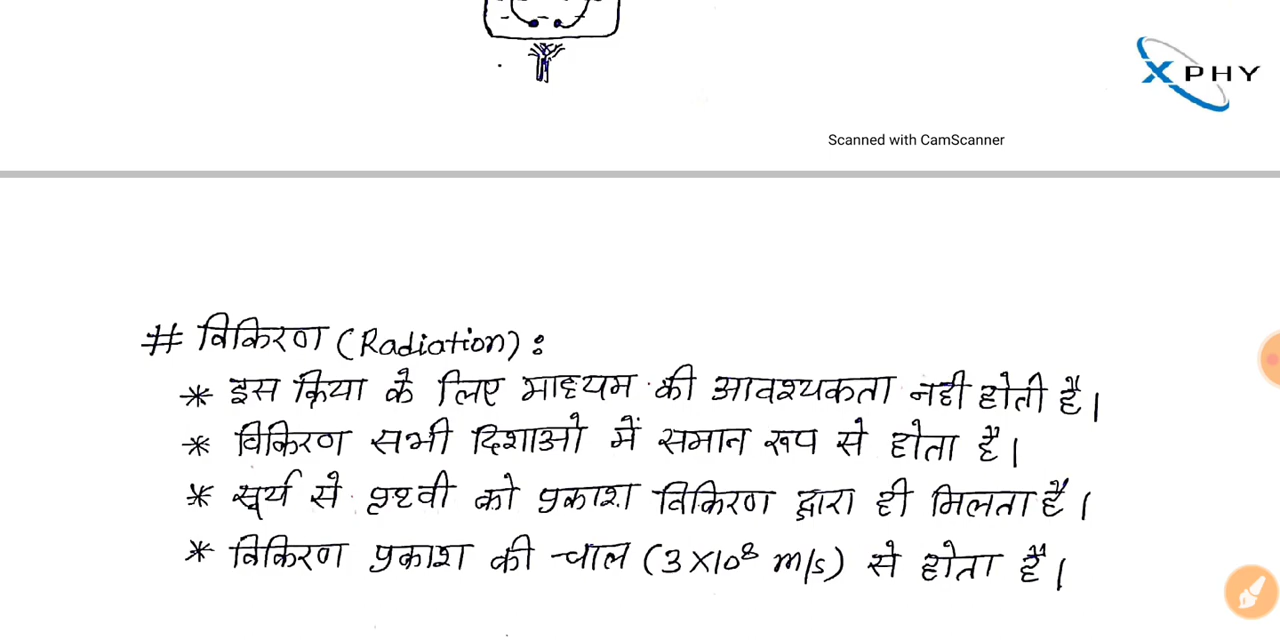 XPHY
Scanned with CamScanner
# विकिरण (Radiation) :
* इस क्रिया के लिए माध्यम की आवश्यकता नही होती है।
* विकिरण सभी दिशाओ में समान रूप से होता है।
* सूर्य से पृथ्वी को प्रकाश विकिरण द्वारा ही मिलता है।
* विकिरण प्रकाश की चाल (3×10⁸ m/s) से होता है।